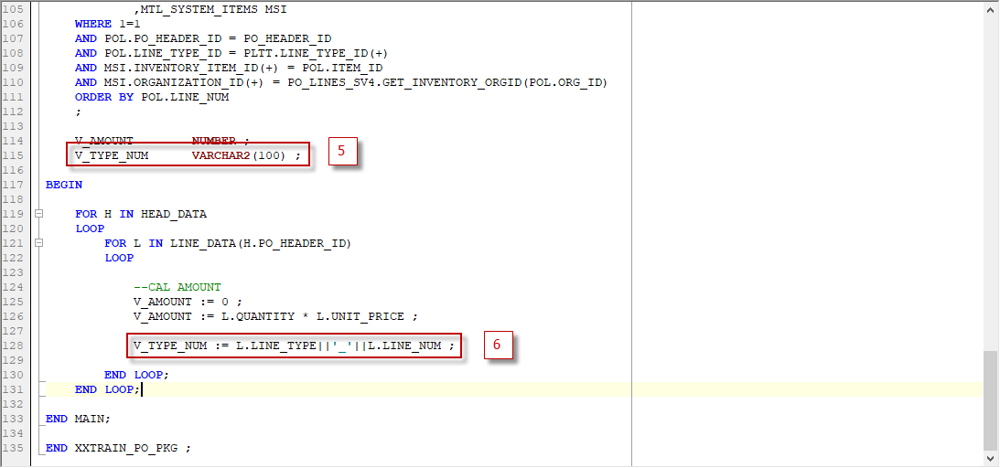 105 ,MTL_SYSTEM_ITEMS MSI
106 WHERE 1=1
107 AND POL.PO_HEADER_ID = PO_HEADER_ID
108 AND POL.LINE_TYPE_ID = PLTT.LINE_TYPE_ID(+)
109 AND MSI.INVENTORY_ITEM_ID(+) = POL.ITEM_ID
110 AND MSI.ORGANIZATION_ID(+) = PO_LINES_SV4.GET_INVENTORY_ORGID(POL.ORG_ID)
111 ORDER BY POL.LINE_NUM
112 ;
113
114 V_AMOUNT NUMBER ;
115 V_TYPE_NUM VARCHAR2(100) ; 5
116
117 BEGIN
118
119 FOR H IN HEAD_DATA
120 LOOP
121 FOR L IN LINE_DATA(H.PO_HEADER_ID)
122 LOOP
123
124 --CAL AMOUNT
125 V_AMOUNT := 0 ;
126 V_AMOUNT := L.QUANTITY * L.UNIT_PRICE ;
127
128 V_TYPE_NUM := L.LINE_TYPE||'_'||L.LINE_NUM ; 6
129
130 END LOOP;
131 END LOOP;
132
133 END MAIN;
134
135 END XXTRAIN_PO_PKG ;